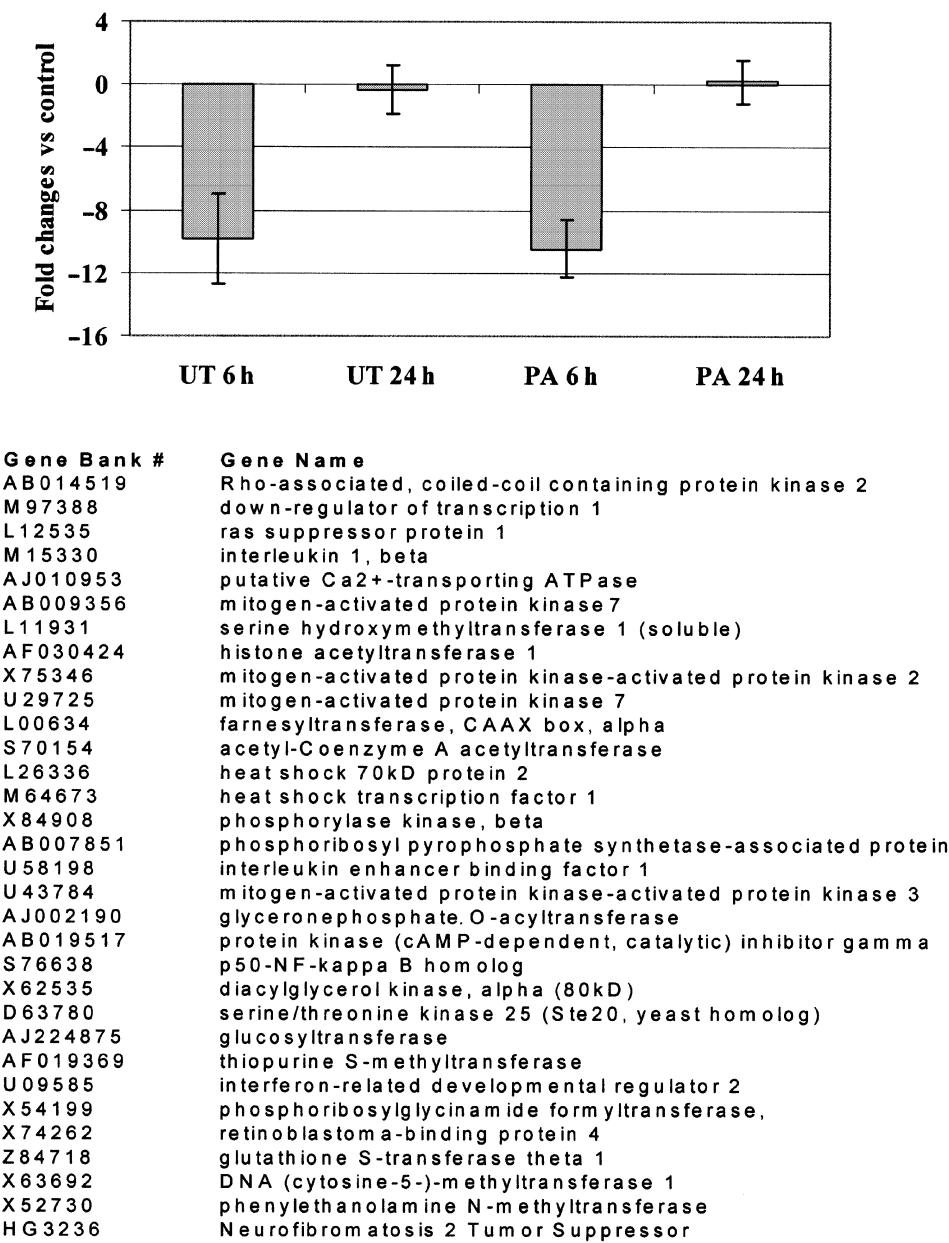 Fold changes vs control
4
0
-4
-8
-12
-16
UT 6h UT 24h PA 6h PA 24h
Gene Bank # Gene Name
AB014519 Rho-associated, coiled-coil containing protein kinase 2
M97388 down-regulator of transcription 1
L12535 ras suppressor protein 1
M15330 interleukin 1, beta
AJ010953 putative Ca2+-transporting ATPase
AB009356 mitogen-activated protein kinase 7
L11931 serine hydroxymethyltransferase 1 (soluble)
AF030424 histone acetyltransferase 1
X75346 mitogen-activated protein kinase-activated protein kinase 2
U29725 mitogen-activated protein kinase 7
L00634 farnesyltransferase, CAAX box, alpha
S70154 acetyl-Coenzyme A acetyltransferase
L26336 heat shock 70kD protein 2
M64673 heat shock transcription factor 1
X84908 phosphorylase kinase, beta
AB007851 phosphoribosyl pyrophosphate synthetase-associated protein
U58198 interleukin enhancer binding factor 1
U43784 mitogen-activated protein kinase-activated protein kinase 3
AJ002190 glyceronephosphate. O-acyltransferase
AB019517 protein kinase (cAMP-dependent, catalytic) inhibitor gamma
S76638 p50-NF-kappa B homolog
X62535 diacylglycerol kinase, alpha (80kD)
D63780 serine/threonine kinase 25 (Ste20, yeast homolog)
AJ224875 glucosyltransferase
AF019369 thiopurine S-methyltransferase
U09585 interferon-related developmental regulator 2
X54199 phosphoribosylglycinamide formyltransferase,
X74262 retinoblastoma-binding protein 4
Z84718 glutathione S-transferase theta 1
X63692 DNA (cytosine-5-)-methyltransferase 1
X52730 phenylethanolamine N-methyltransferase
HG3236 Neurofibromatosis 2 Tumor Suppressor